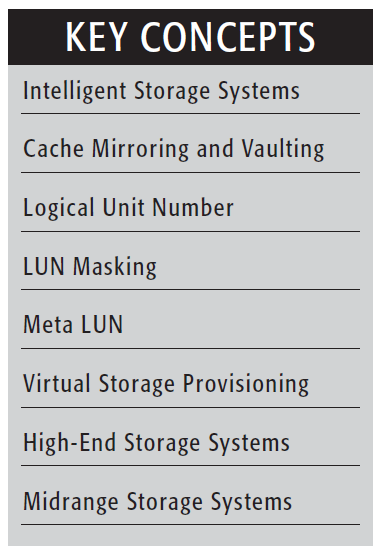 KEY CONCEPTS
Intelligent Storage Systems
Cache Mirroring and Vaulting
Logical Unit Number
LUN Masking
Meta LUN
Virtual Storage Provisioning
High-End Storage Systems
Midrange Storage Systems